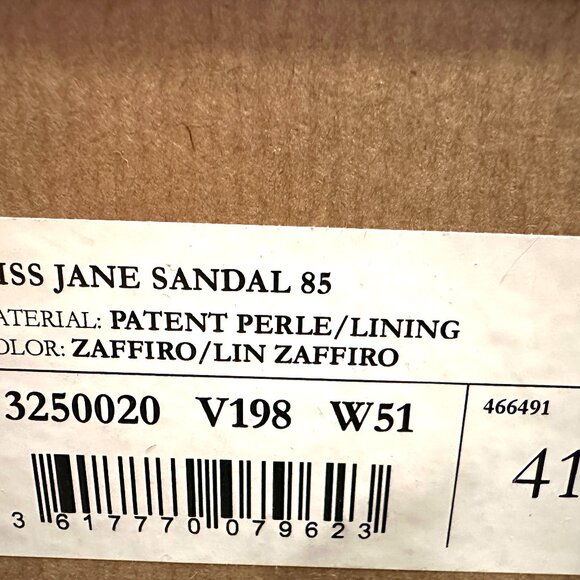 ISS JANE SANDAL 85
ATERIAL: PATENT PERLE/LINING
OLOR: ZAFFIRO/LIN ZAFFIRO
3250020 V198 W51 466491
41
3 617770 079623